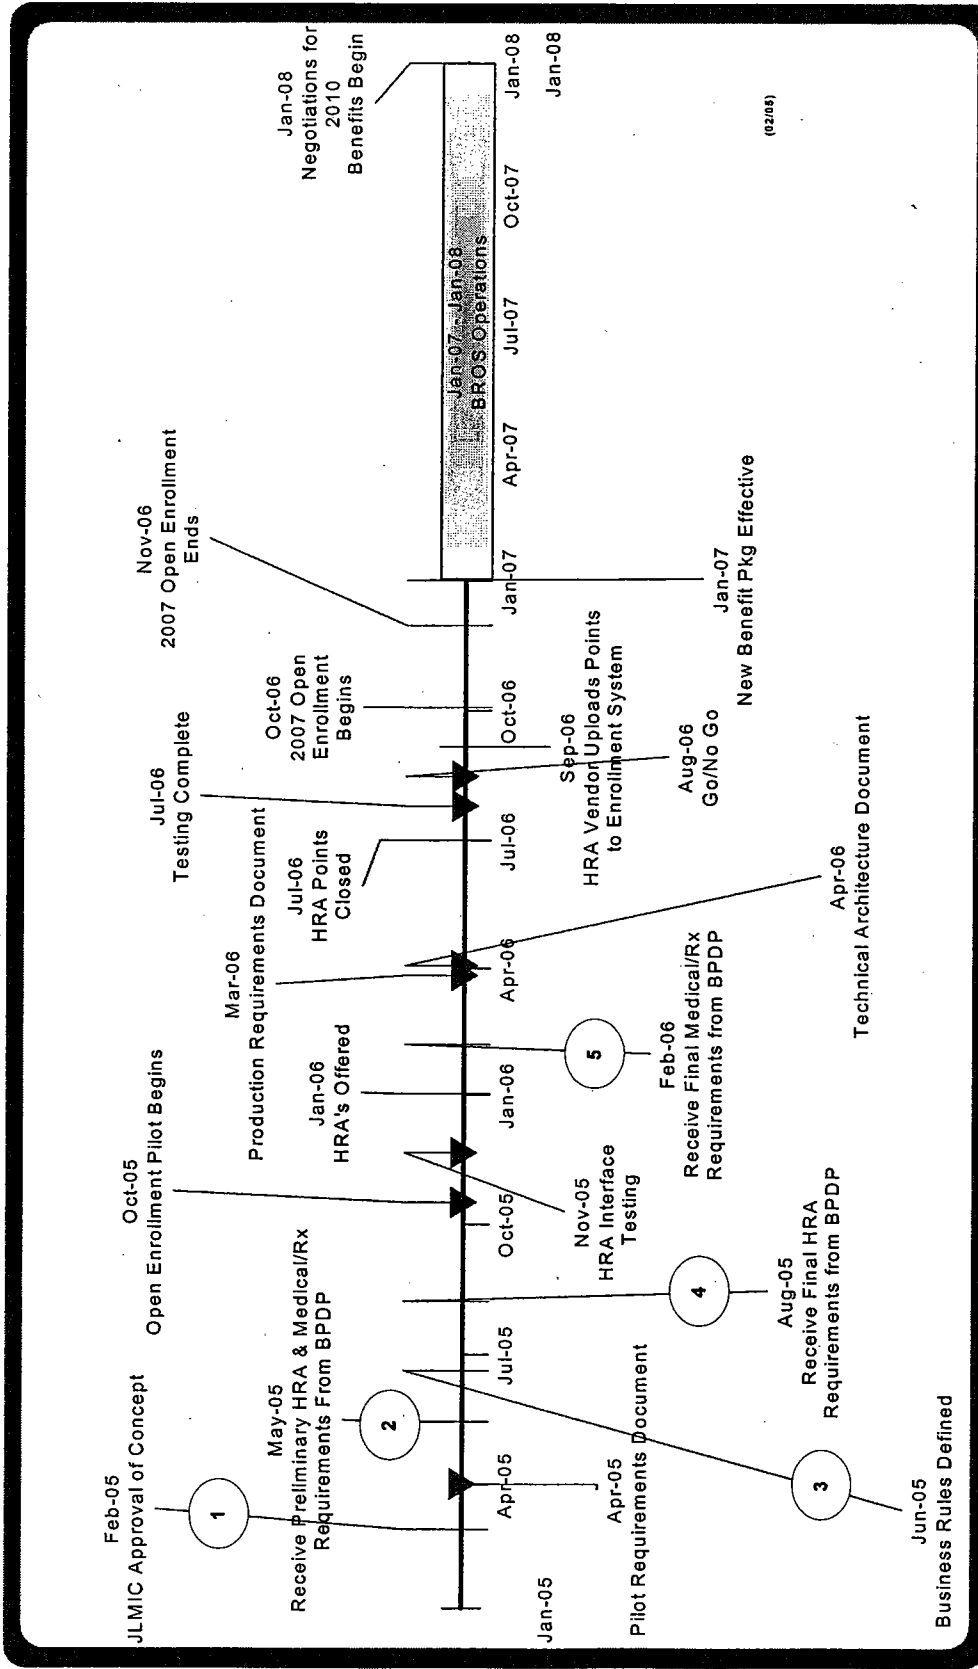 Feb-05
JLMIC Approval of Concept
1
May-05
Receive Preliminary HRA & Medical/Rx
Requirements From BPDP
2
Oct-05
Open Enrollment Pilot Begins
Jan-06
HRA's Offered
Mar-06
Production Requirements Document
Jul-06
HRA Points
Closed
Jul-06
Testing Complete
Oct-06
2007 Open
Enrollment
Begins
Nov-06
2007 Open Enrollment
Ends
Jan-08
Negotiations for
2010
Benefits Begin
Jan-07 - Jan-08
BROS Operations
Jan-05
Apr-05
Jul-05
Oct-05
Jan-06
Apr-06
Jul-06
Oct-06
Jan-07
Apr-07
Jul-07
Oct-07
Jan-08
Jan-08
Apr-05
Pilot Requirements Document
3
Jun-05
Business Rules Defined
4
Aug-05
Receive Final HRA
Requirements from BPDP
Nov-05
HRA Interface
Testing
5
Feb-06
Receive Final Medical/Rx
Requirements from BPDP
Apr-06
Technical Architecture Document
Sep-06
HRA Vendor Uploads Points
to Enrollment System
Aug-06
Go/No Go
Jan-07
New Benefit Pkg Effective
(02/05)